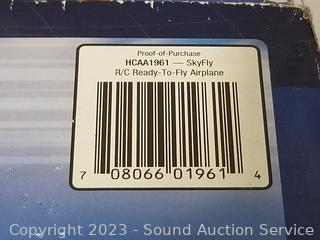 Proof-of-Purchase
HCAA1961 — SkyFly
R/C Ready-To-Fly Airplane
7 08066 01961 4
Copyright © 2023 - Sound Auction Service